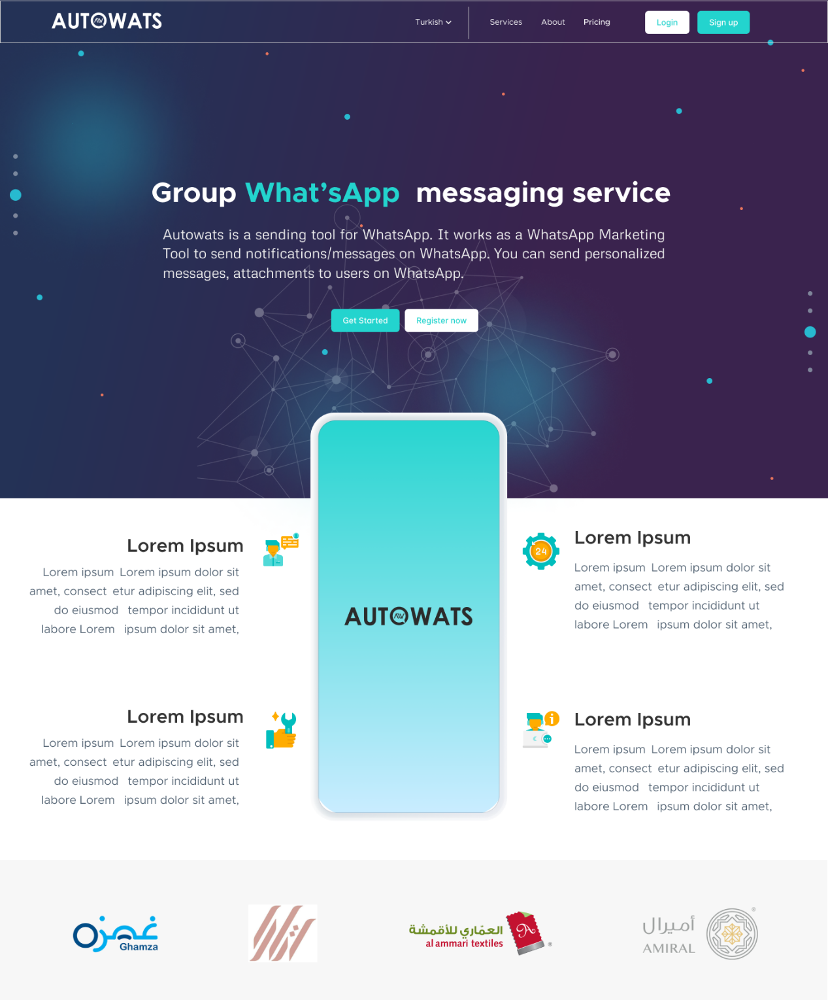 AUTOWATS
Turkish
Services
About
Pricing
Login
Sign up
Group What'sApp messaging service
Autowats is a sending tool for WhatsApp. It works as a WhatsApp Marketing
Tool to send notifications/messages on WhatsApp. You can send personalized
messages, attachments to users on WhatsApp.
Get Started
Register now
Lorem Ipsum
Lorem ipsum Lorem ipsum dolor sit
amet, consect etur adipiscing elit, sed
do eiusmod tempor incididunt ut
labore Lorem ipsum dolor sit amet,
24
Lorem Ipsum
Lorem ipsum Lorem ipsum dolor sit
amet, consect etur adipiscing elit, sed
do eiusmod tempor incididunt ut
labore Lorem ipsum dolor sit amet,
AUTOWATS
Lorem Ipsum
Lorem ipsum Lorem ipsum dolor sit
amet, consect etur adipiscing elit, sed
do eiusmod tempor incididunt ut
labore Lorem ipsum dolor sit amet,
Lorem Ipsum
Lorem ipsum Lorem ipsum dolor sit
amet, consect etur adipiscing elit, sed
do eiusmod tempor incididunt ut
labore Lorem ipsum dolor sit amet,
غمزة
Ghamza
العمّاري للأقمشة
al ammari textiles
A
®
أميرال
AMIRAL
®